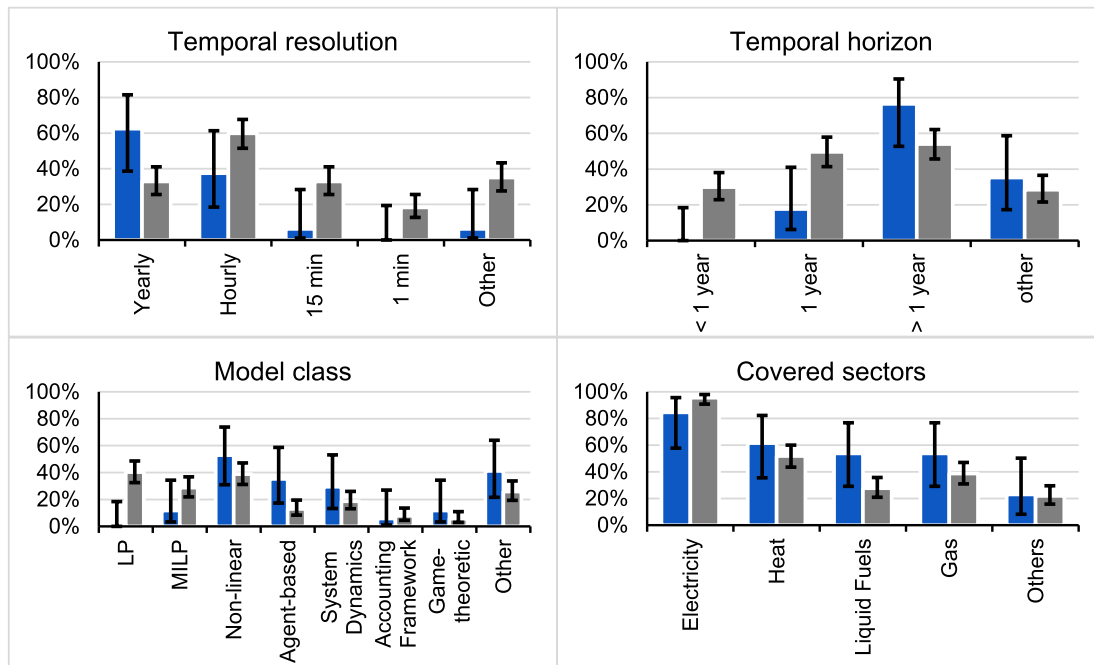 Temporal resolution
100%
80%
60%
40%
20%
0%
Yearly
Hourly
15 min
1 min
Other
Temporal horizon
100%
80%
60%
40%
20%
0%
< 1 year
1 year
> 1 year
other
Model class
100%
80%
60%
40%
20%
0%
LP
MILP
Non-linear
Agent-based
System
Dynamics
Accounting
Framework
Game-
theoretic
Other
Covered sectors
100%
80%
60%
40%
20%
0%
Electricity
Heat
Liquid Fuels
Gas
Others